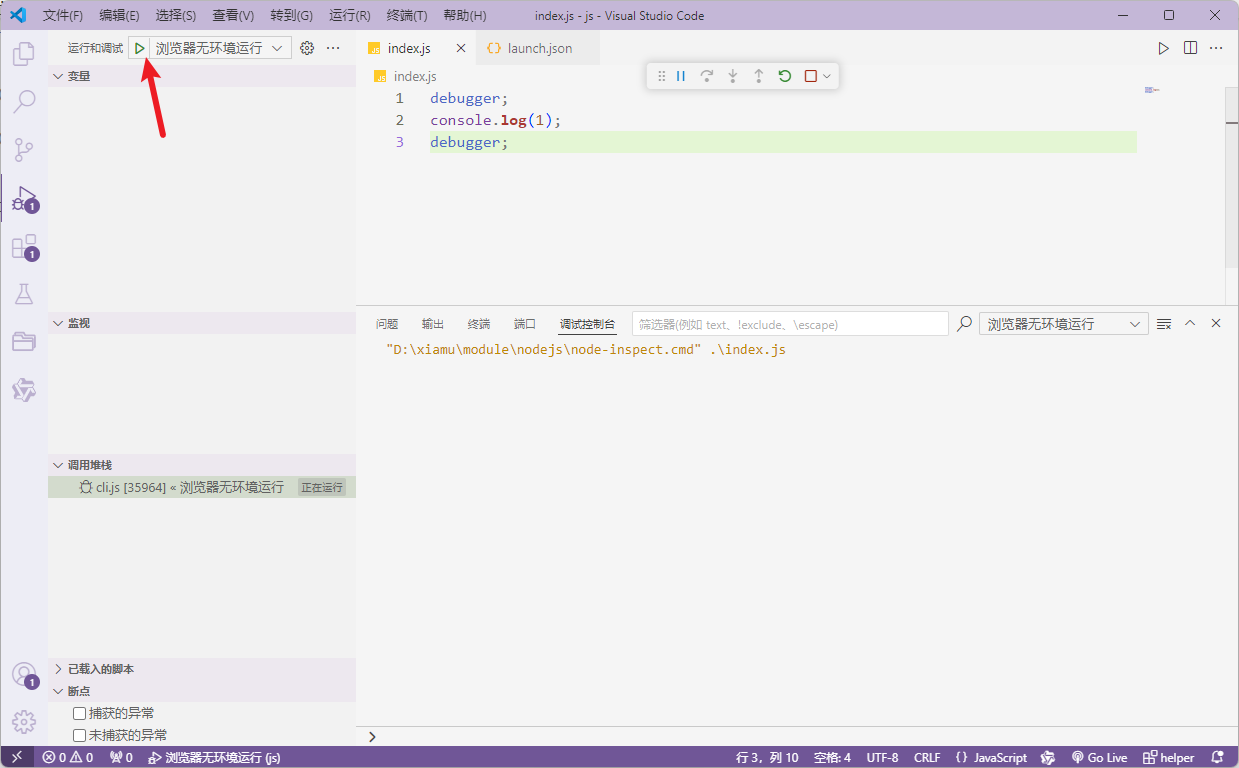 文件(F) 编辑(E) 选择(S) 查看(V) 转到(G) 运行(R) 终端(T) 帮助(H) index.js - js - Visual Studio Code
运行和调试 浏览器无环境运行 ···
index.js launch.json
变量
index.js
1 debugger;
2 console.log(1);
3 debugger;
监视
问题 输出 终端 端口 调试控制台 筛选器(例如 text、!exclude、\escape) 浏览器无环境运行
"D:\xiamu\module\nodejs\node-inspect.cmd" .\index.js
1
1
调用堆栈
cli.js [35964] « 浏览器无环境运行 正在运行
已载入的脚本
1
断点
捕获的异常
未捕获的异常
0 0 0 浏览器无环境运行 (js) 行 3，列 10 空格: 4 UTF-8 CRLF {} JavaScript Go Live helper